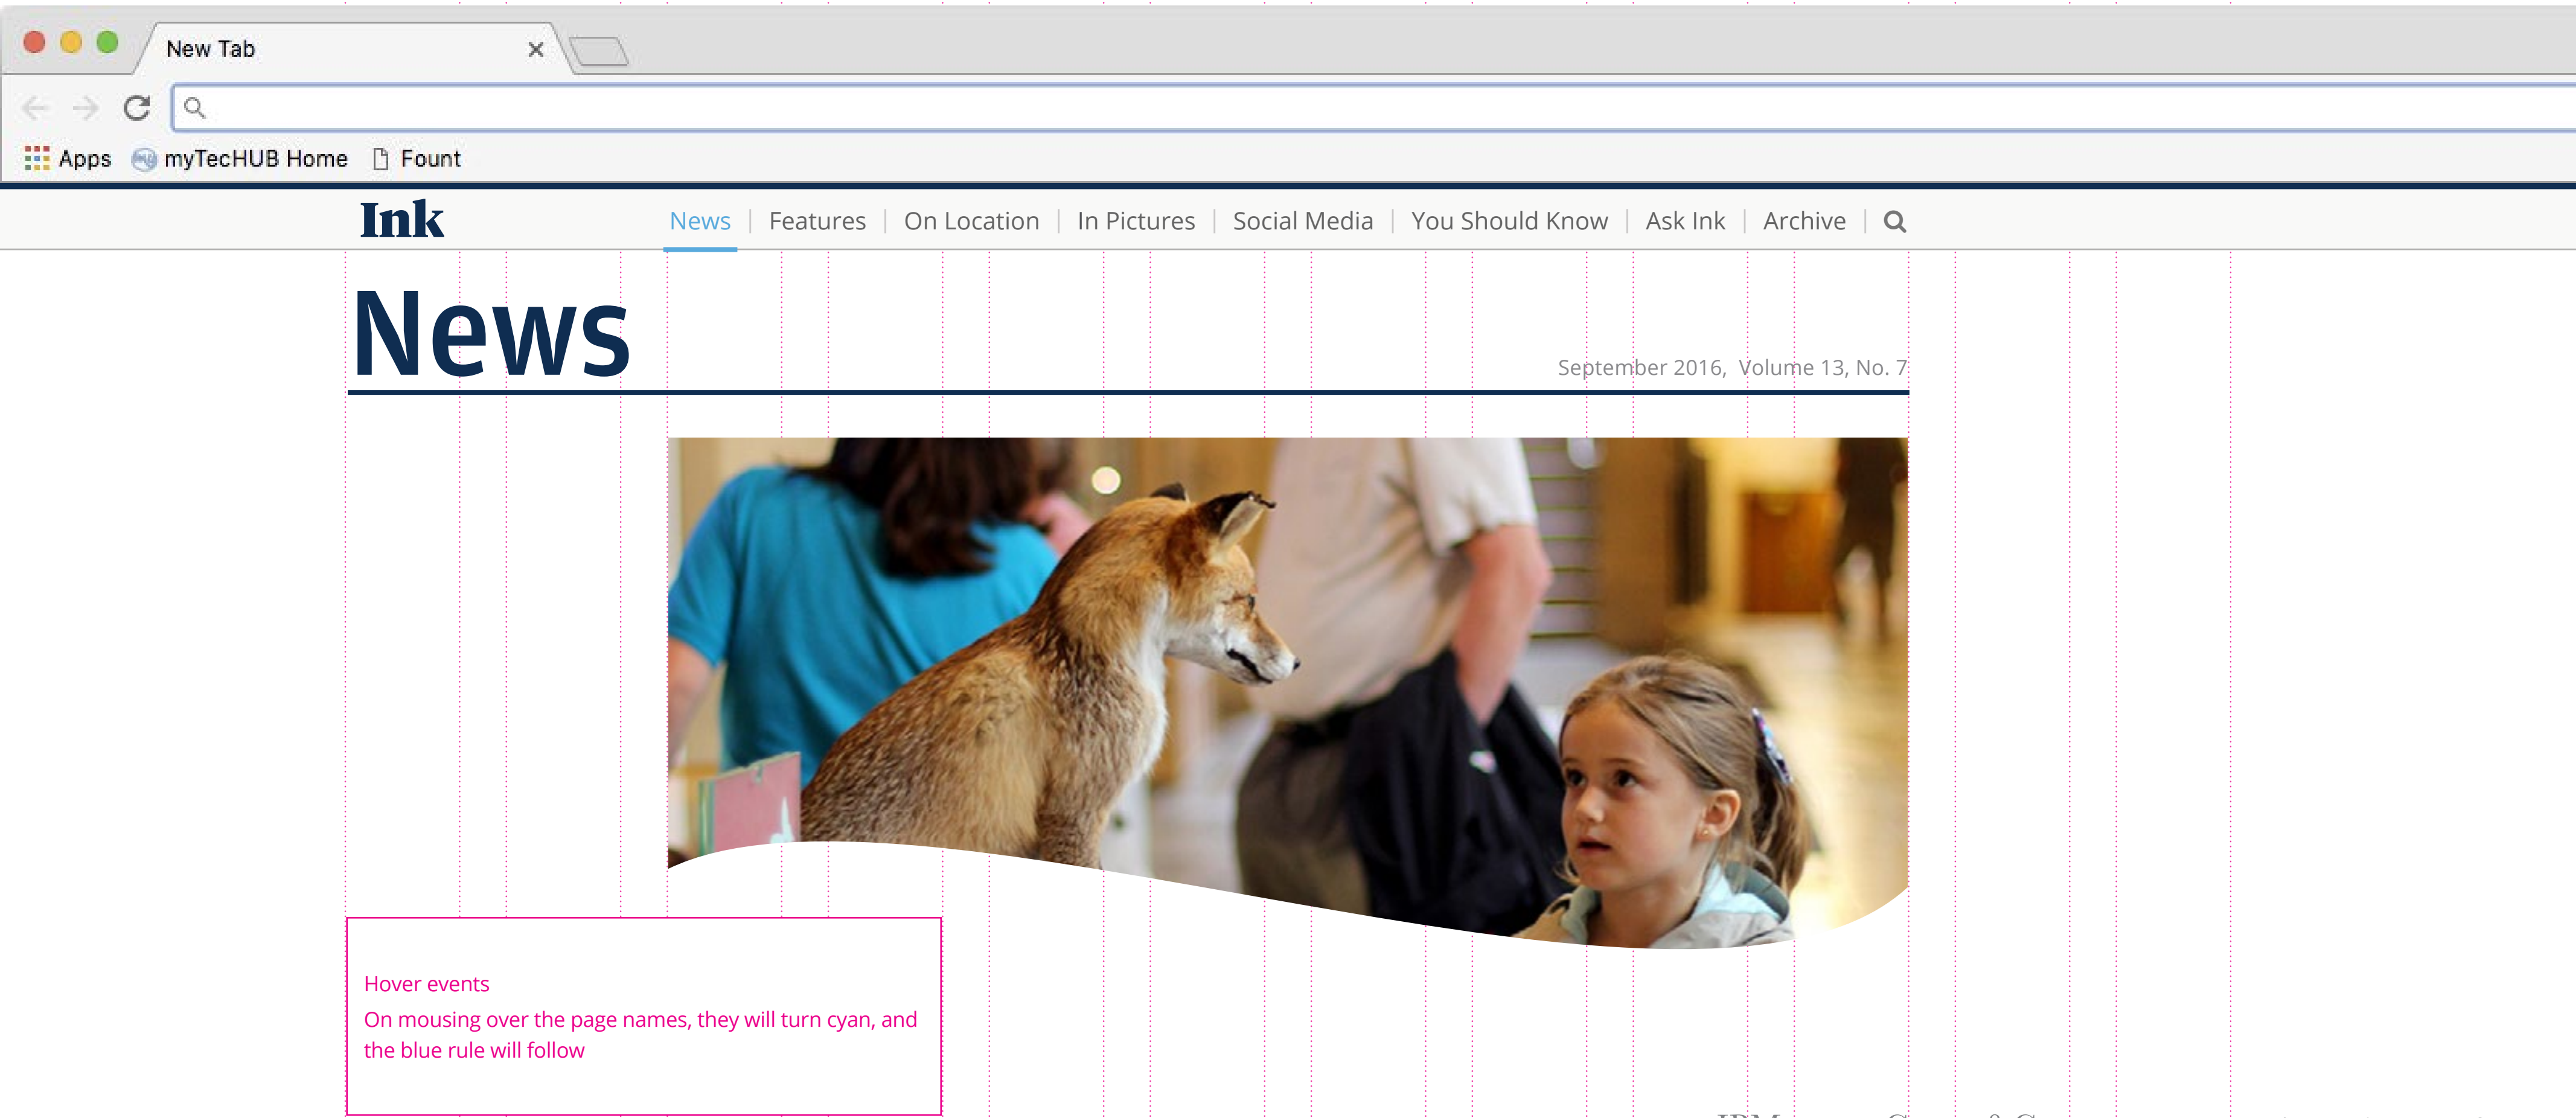 New Tab
Apps myTecHUB Home Fount
Ink News Features On Location In Pictures Social Media You Should Know Ask Ink Archive
News
September 2016, Volume 13, No. 7
Hover events
On mousing over the page names, they will turn cyan, and
the blue rule will follow